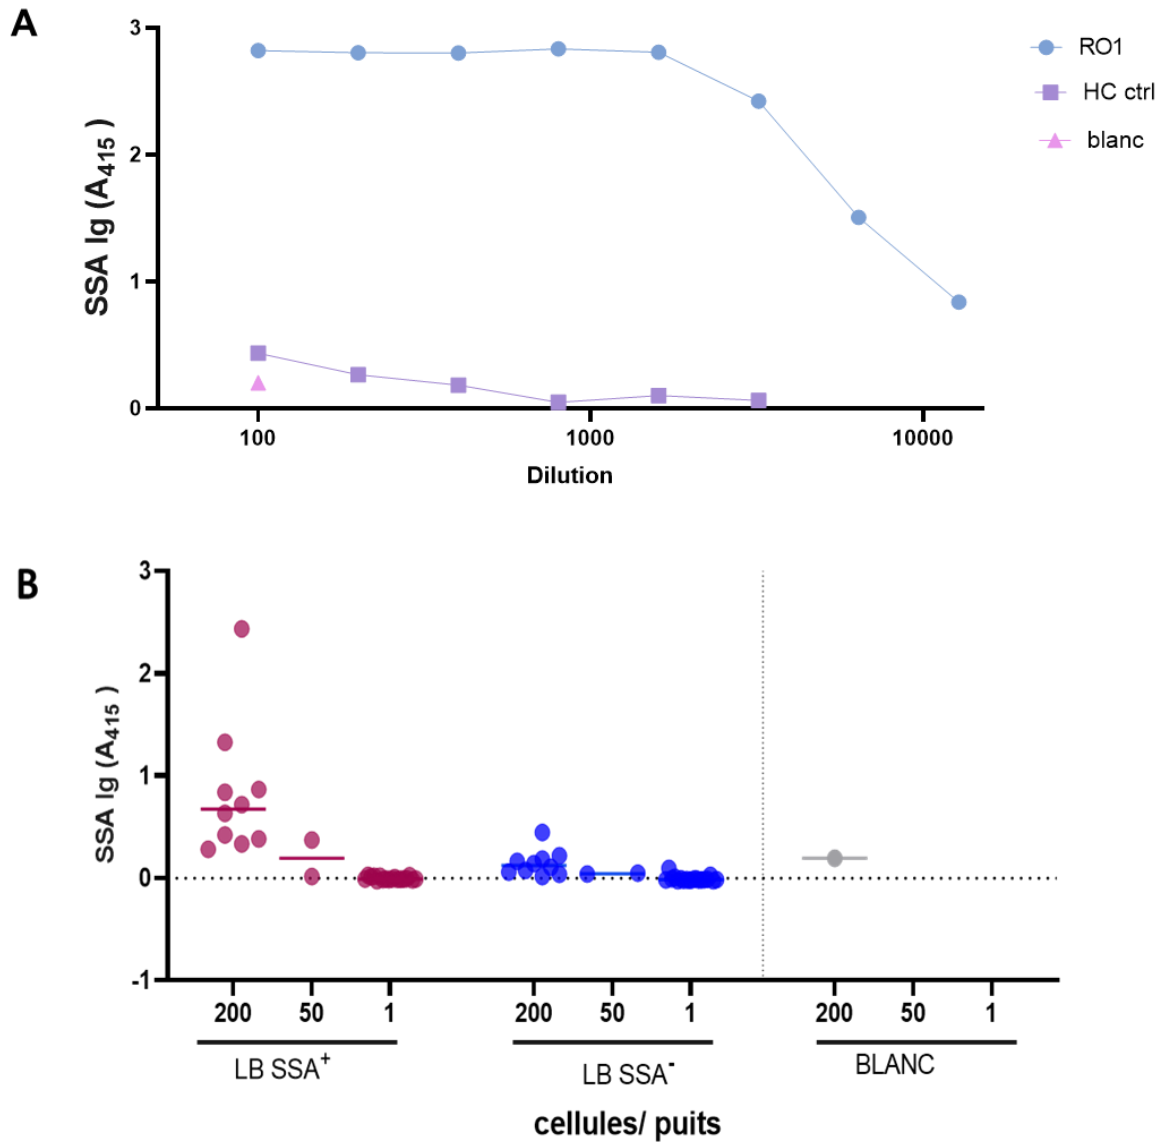 A
SSA Ig (A415 )
3
2
1
0
100 1000 10000
Dilution
RO1
HC ctrl
blanc
B
SSA Ig (A415 )
3
2
1
0
-1
200 50 1 200 50 1 200 50 1
LB SSA+ LB SSA- BLANC
cellules/ puits